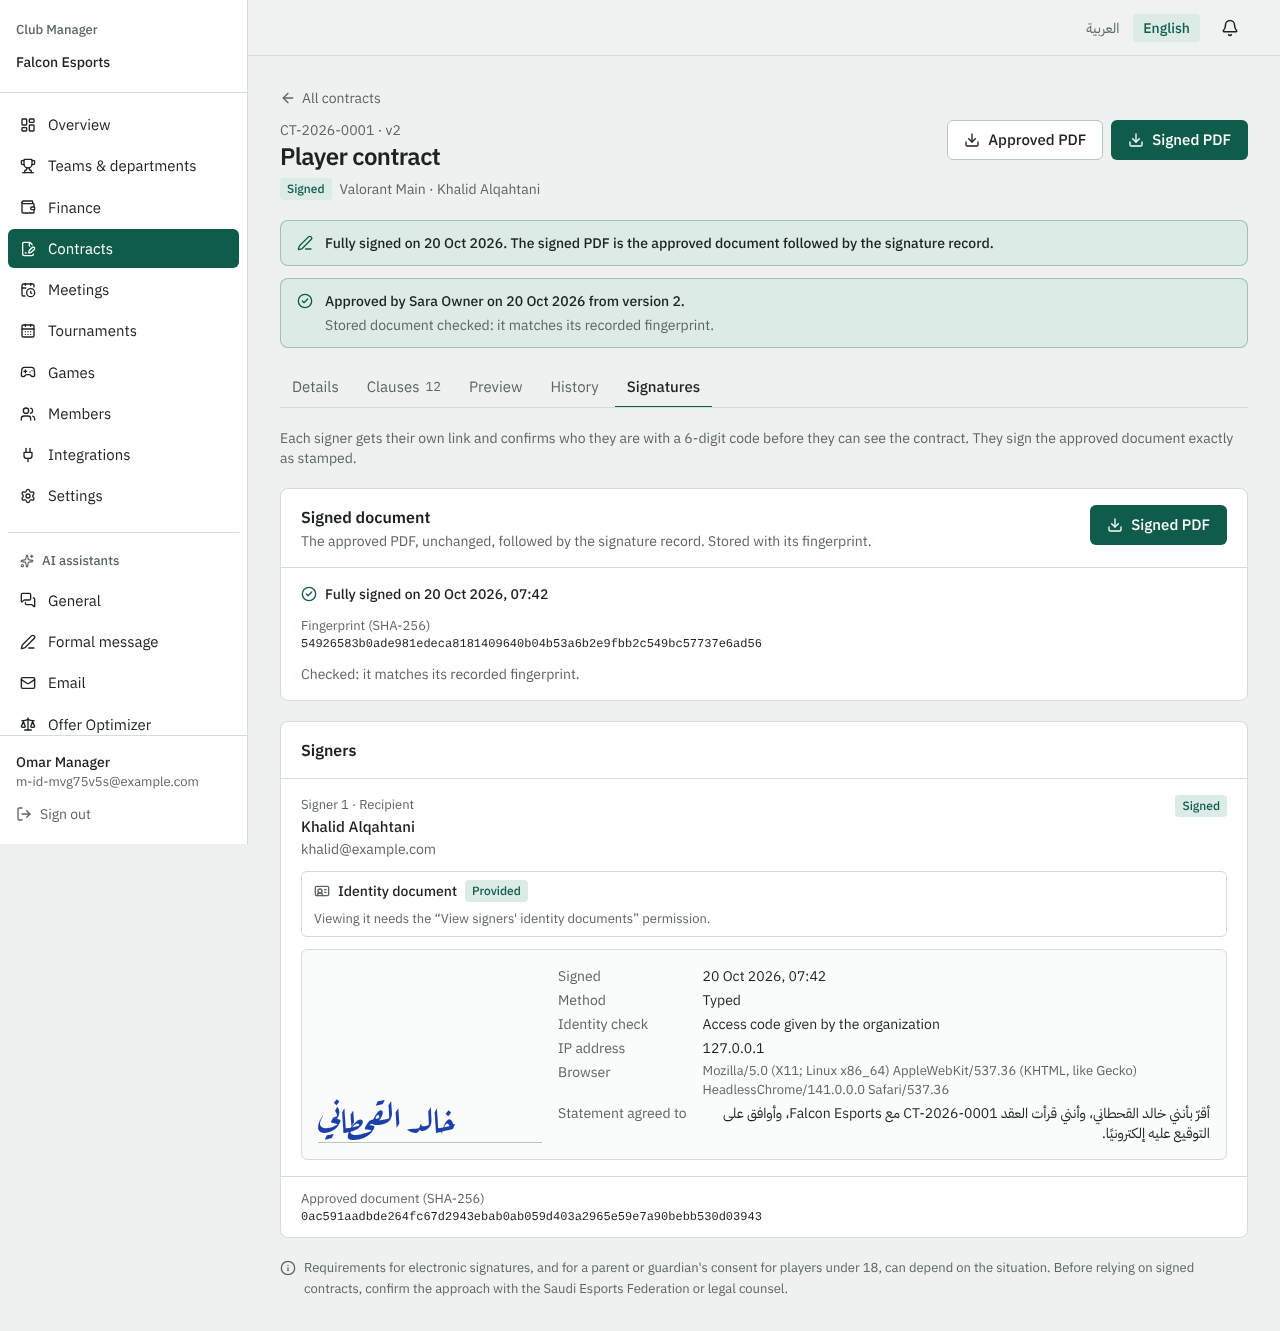 Club Manager
Falcon Esports
Overview
Teams & departments
Finance
Contracts
Meetings
Tournaments
Games
Members
Integrations
Settings
AI assistants
General
Formal message
Email
Offer Optimizer
Omar Manager
m-id-mvg75v5s@example.com
Sign out
العربية
English
All contracts
CT-2026-0001 · v2
Player contract
Signed Valorant Main · Khalid Alqahtani
Approved PDF
Signed PDF
Fully signed on 20 Oct 2026. The signed PDF is the approved document followed by the signature record.
Approved by Sara Owner on 20 Oct 2026 from version 2.
Stored document checked: it matches its recorded fingerprint.
Details Clauses 12 Preview History Signatures
Each signer gets their own link and confirms who they are with a 6-digit code before they can see the contract. They sign the approved document exactly
as stamped.
Signed document
The approved PDF, unchanged, followed by the signature record. Stored with its fingerprint.
Signed PDF
Fully signed on 20 Oct 2026, 07:42
Fingerprint (SHA-256)
54926583b0ade981edeca8181409640b04b53a6b2e9fbb2c549bc57737e6ad56
Checked: it matches its recorded fingerprint.
Signers
Signer 1 · Recipient
Signed
Khalid Alqahtani
khalid@example.com
Identity document Provided
Viewing it needs the “View signers' identity documents” permission.
خالد القحطاني
Signed 20 Oct 2026, 07:42
Method Typed
Identity check Access code given by the organization
IP address 127.0.0.1
Browser Mozilla/5.0 (X11; Linux x86_64) AppleWebKit/537.36 (KHTML, like Gecko)
HeadlessChrome/141.0.0.0 Safari/537.36
Statement agreed to أقرّ بأنني خالد القحطاني، وأنني قرأت العقد CT-2026-0001 مع Falcon Esports، وأوافق على
التوقيع عليه إلكترونيًا.
Approved document (SHA-256)
0ac591aadbde264fc67d2943ebab0ab059d403a2965e59e7a90bebb530d03943
Requirements for electronic signatures, and for a parent or guardian's consent for players under 18, can depend on the situation. Before relying on signed
contracts, confirm the approach with the Saudi Esports Federation or legal counsel.